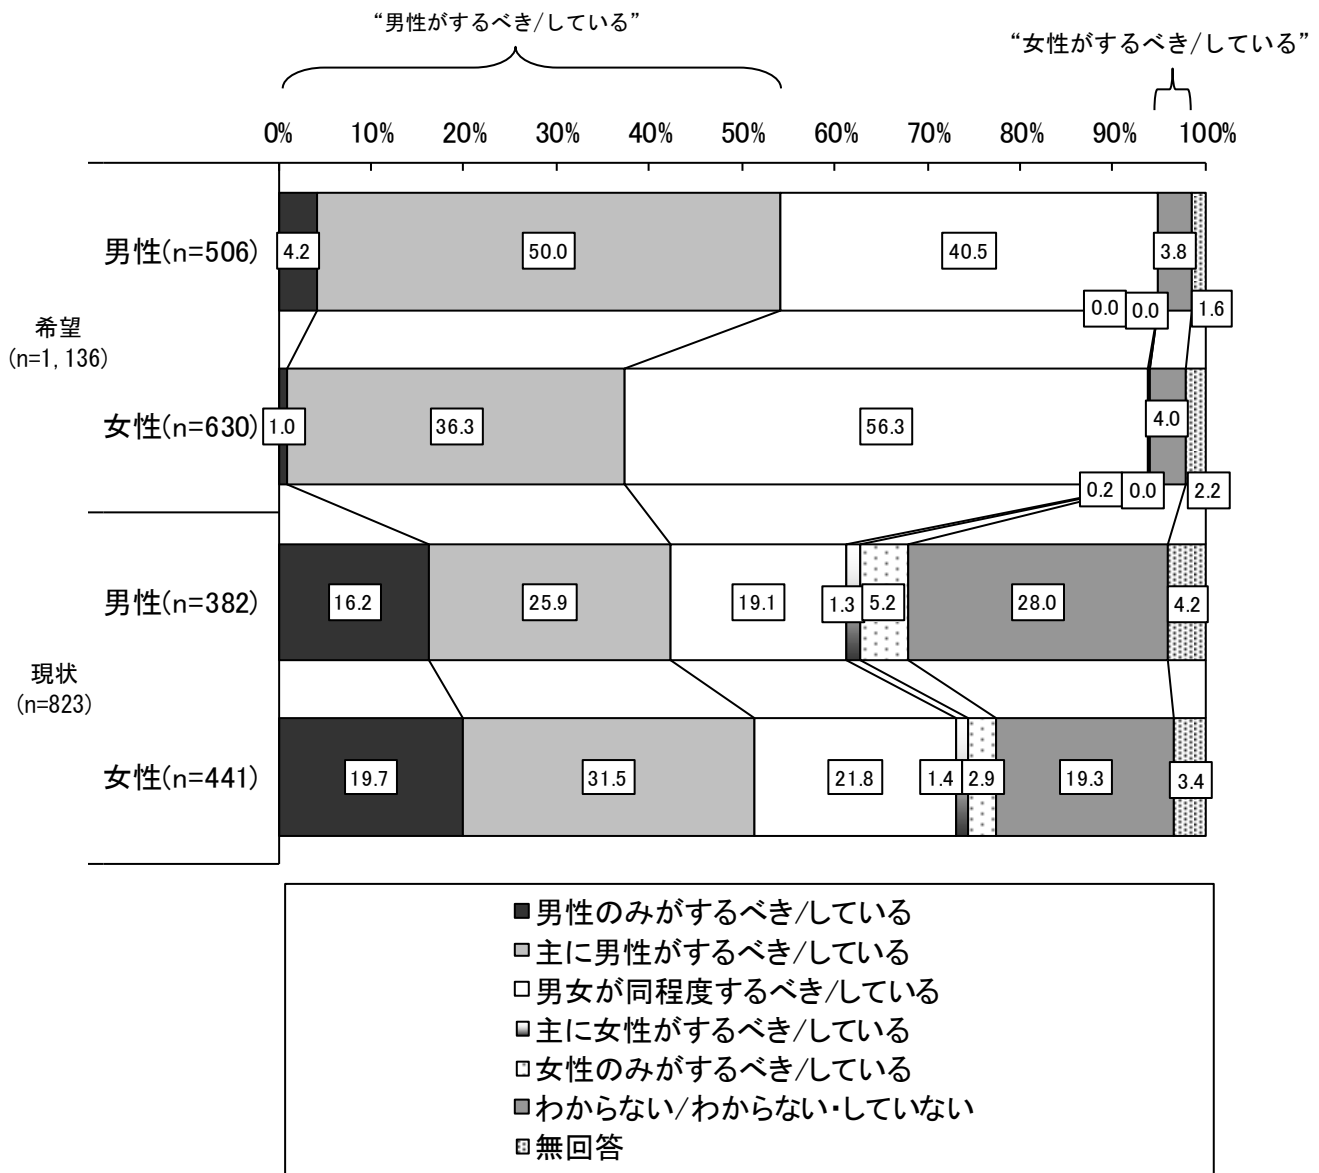 “男性がするべき/している”
“女性がするべき/している”
0% 10% 20% 30% 40% 50% 60% 70% 80% 90% 100%
男性(n=506)
4.2 50.0 40.5 3.8
0.0 0.0 1.6
希望
(n=1,136)
女性(n=630)
1.0 36.3 56.3 4.0
0.2 0.0 2.2
男性(n=382)
16.2 25.9 19.1 1.3 5.2 28.0 4.2
現状
(n=823)
女性(n=441)
19.7 31.5 21.8 1.4 2.9 19.3 3.4
男性のみがするべき/している
主に男性がするべき/している
男女が同程度するべき/している
主に女性がするべき/している
女性のみがするべき/している
わからない/わからない・していない
無回答